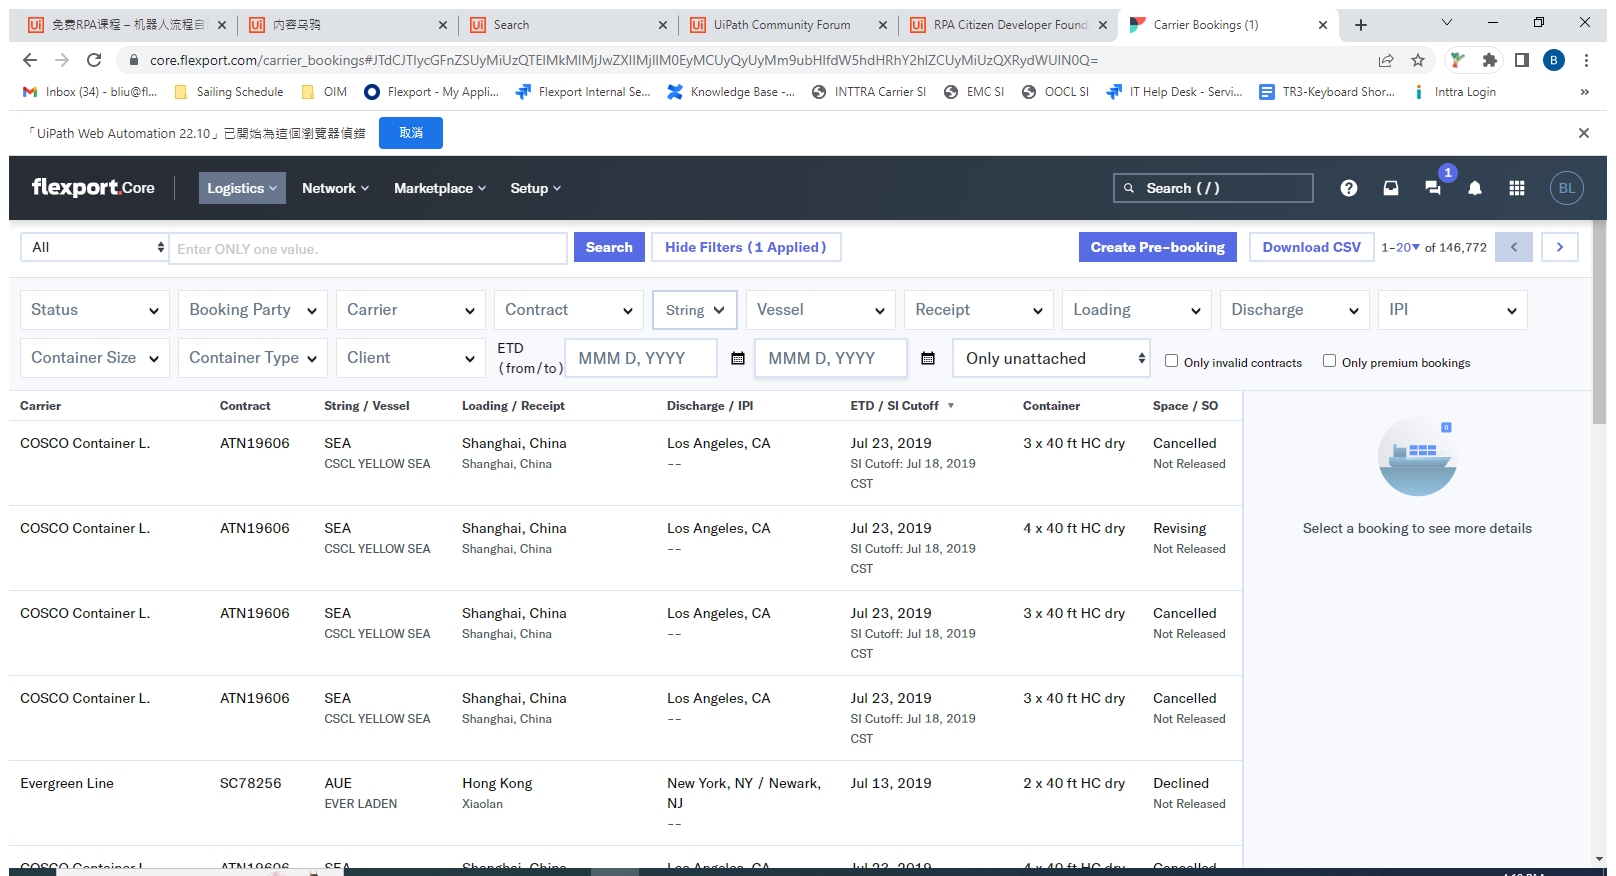 免费RPA课程 – 机器人流程自
内容乌鸦
Search
UiPath Community Forum
RPA Citizen Developer Found
Carrier Bookings (1)
Inbox (34) - bliu@fl...
Sailing Schedule
OIM
Flexport - My Appli...
Flexport Internal Se...
Knowledge Base -...
INTTRA Carrier SI
EMC SI
OOCL SI
IT Help Desk - Servi...
TR3-Keyboard Shor...
Inttra Login
「UiPath Web Automation 22.10」已開始為這個瀏覽器偵錯
取消
flexport.Core
Logistics
Network
Marketplace
Setup
Search ( / )
1
BL
All
Enter ONLY one value.
Search
Hide Filters (1 Applied)
Create Pre-booking
Download CSV
1-20 of 146,772
Status
Booking Party
Carrier
Contract
String
Vessel
Receipt
Loading
Discharge
IPI
Container Size
Container Type
Client
ETD
(from/to)
MMM D, YYYY
MMM D, YYYY
Only unattached
Only invalid contracts
Only premium bookings
Carrier Contract String / Vessel Loading / Receipt Discharge / IPI ETD / SI Cutoff Container Space / SO
COSCO Container L. ATN19606 SEA Shanghai, China Los Angeles, CA Jul 23, 2019 3 x 40 ft HC dry Cancelled
CSCL YELLOW SEA Shanghai, China -- SI Cutoff: Jul 18, 2019 Not Released
CST
COSCO Container L. ATN19606 SEA Shanghai, China Los Angeles, CA Jul 23, 2019 4 x 40 ft HC dry Revising
CSCL YELLOW SEA Shanghai, China -- SI Cutoff: Jul 18, 2019 Not Released
CST
COSCO Container L. ATN19606 SEA Shanghai, China Los Angeles, CA Jul 23, 2019 3 x 40 ft HC dry Cancelled
CSCL YELLOW SEA Shanghai, China -- SI Cutoff: Jul 18, 2019 Not Released
CST
COSCO Container L. ATN19606 SEA Shanghai, China Los Angeles, CA Jul 23, 2019 3 x 40 ft HC dry Cancelled
CSCL YELLOW SEA Shanghai, China -- SI Cutoff: Jul 18, 2019 Not Released
CST
Evergreen Line SC78256 AUE Hong Kong New York, NY / Newark, Jul 13, 2019 2 x 40 ft HC dry Declined
EVER LADEN Xiaolan NJ Not Released
--
COSCO Container L. ATN19606 SEA Shanghai, China Los Angeles, CA Jul 23, 2019 4 x 40 ft HC dry Cancelled
0
Select a booking to see more details